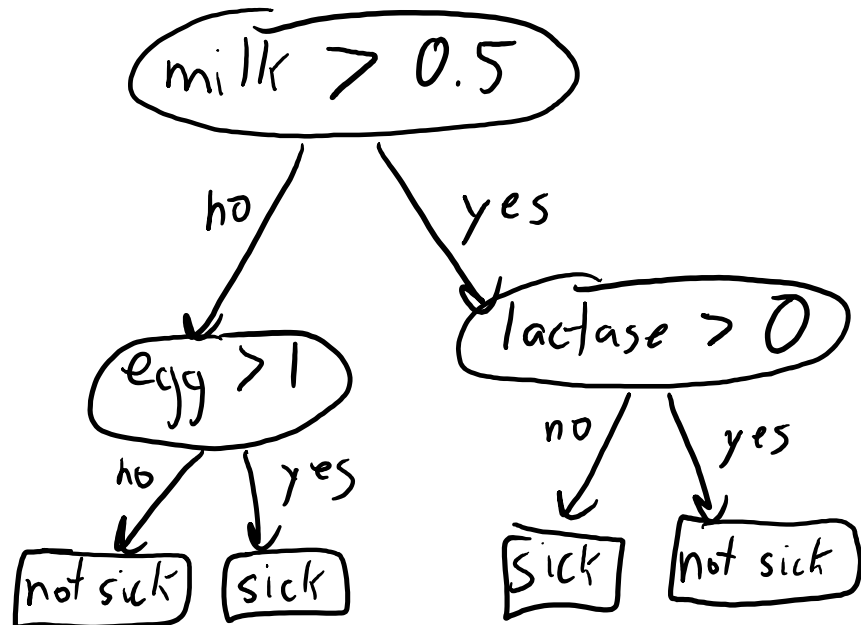 milk > 0.5
no
yes
egg > 1
lactase > 0
no
yes
no
yes
not sick
sick
sick
not sick